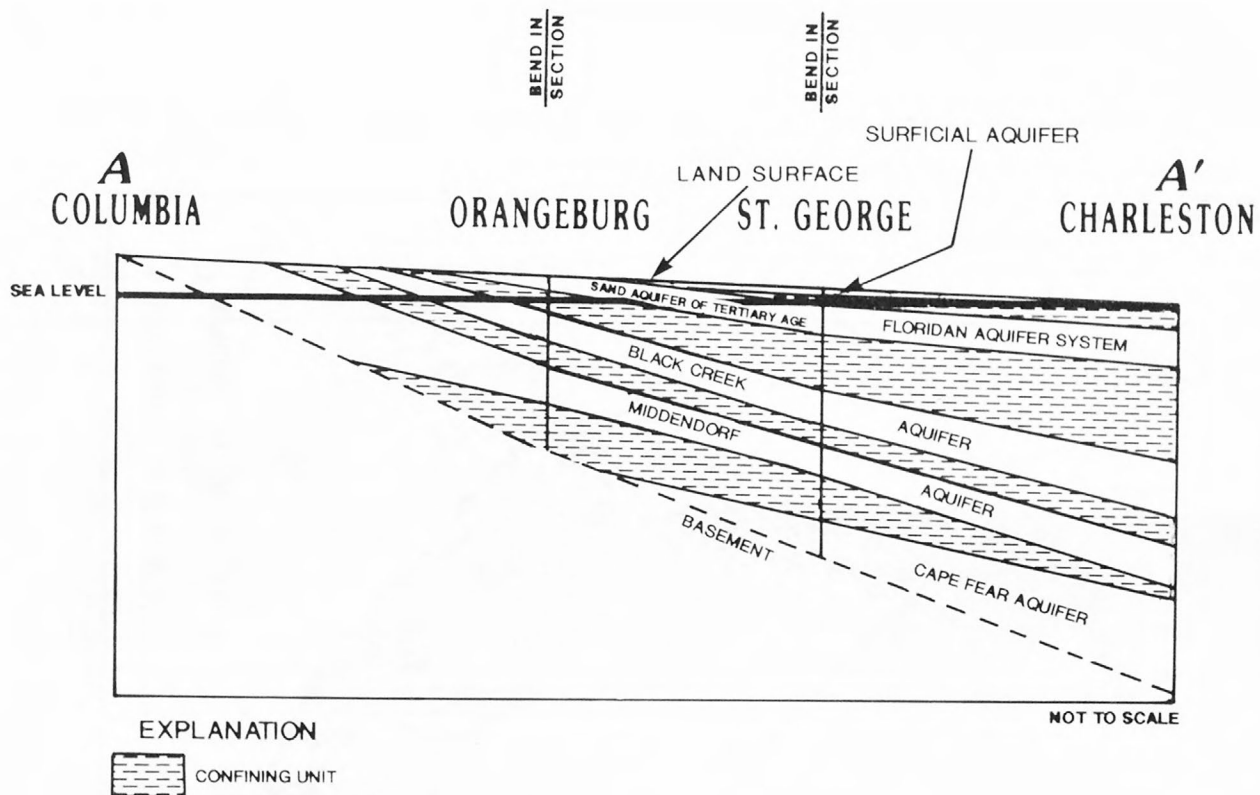 BEND IN
SECTION
BEND IN
SECTION
SURFICIAL AQUIFER
LAND SURFACE
A
COLUMBIA
ORANGEBURG
ST. GEORGE
A'
CHARLESTON
SEA LEVEL
SAND AQUIFER OF TERTIARY AGE
FLORIDAN AQUIFER SYSTEM
BLACK CREEK
AQUIFER
MIDDENDORF
AQUIFER
BASEMENT
CAPE FEAR AQUIFER
NOT TO SCALE
EXPLANATION
CONFINING UNIT